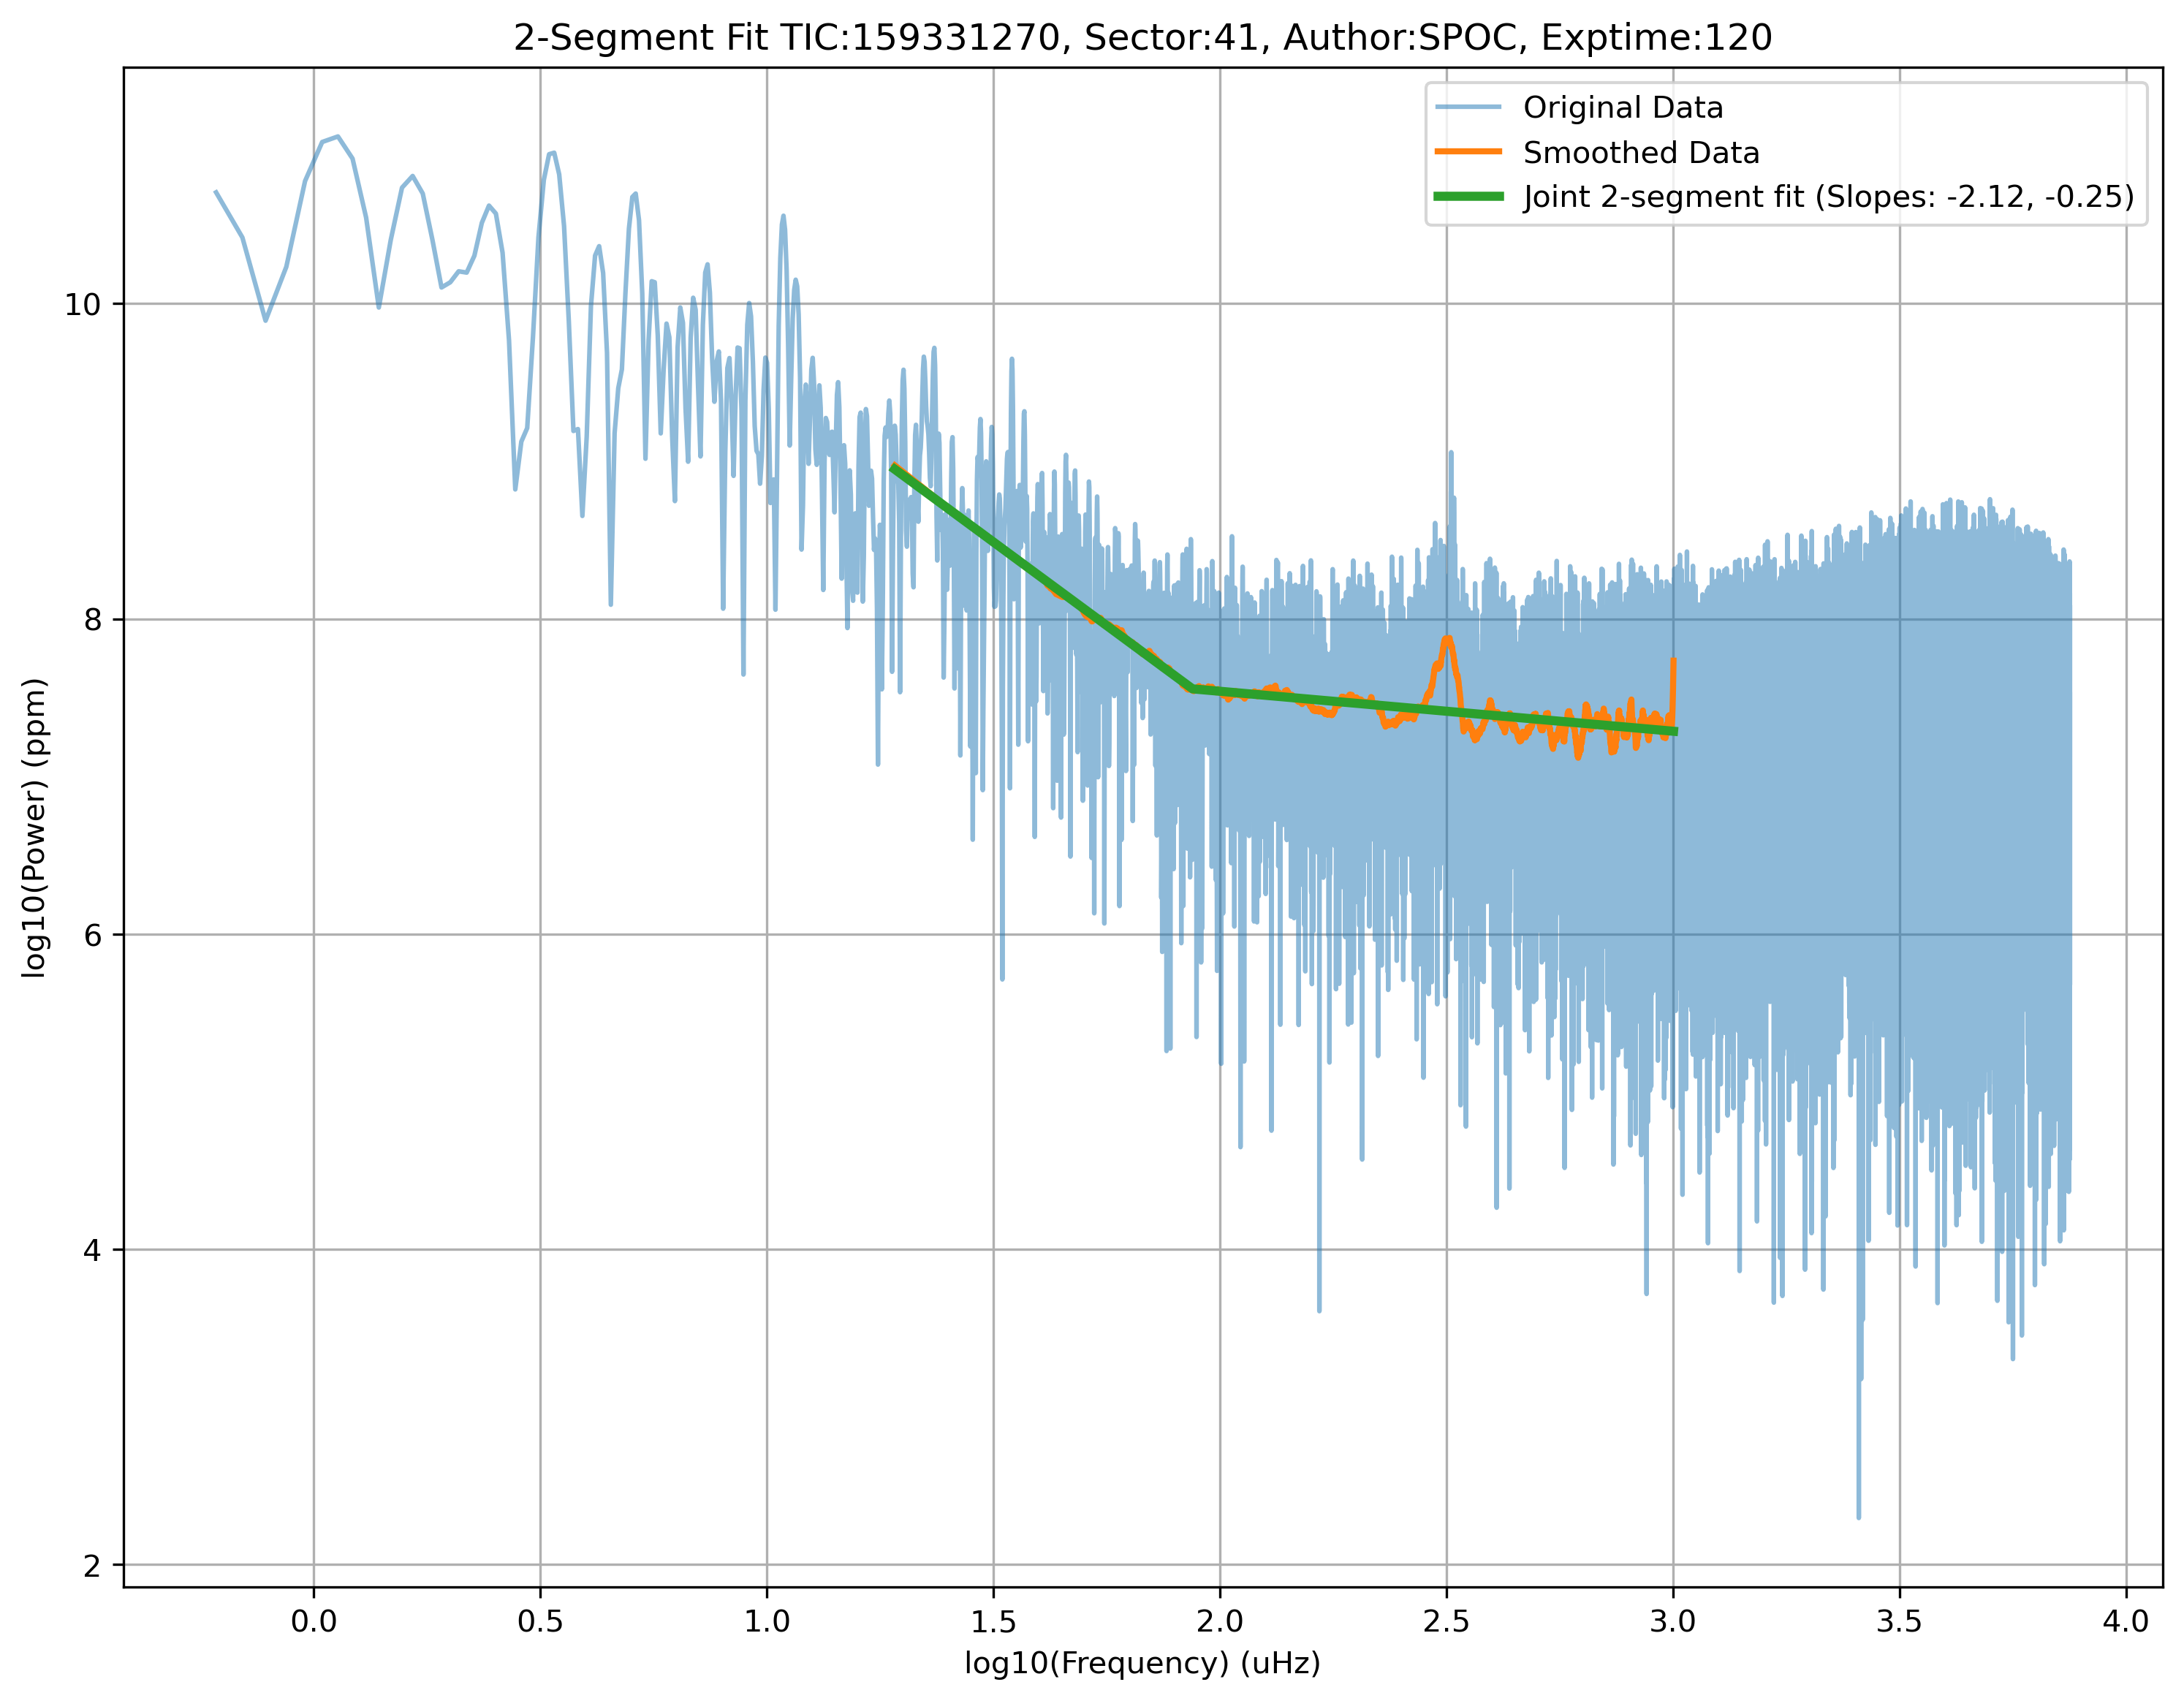 2-Segment Fit TIC:159331270, Sector:41, Author:SPOC, Exptime:120
Original Data
Smoothed Data
Joint 2-segment fit (Slopes: -2.12, -0.25)
log10(Power) (ppm)
10
8
6
4
2
0.0 0.5 1.0 1.5 2.0 2.5 3.0 3.5 4.0
log10(Frequency) (uHz)